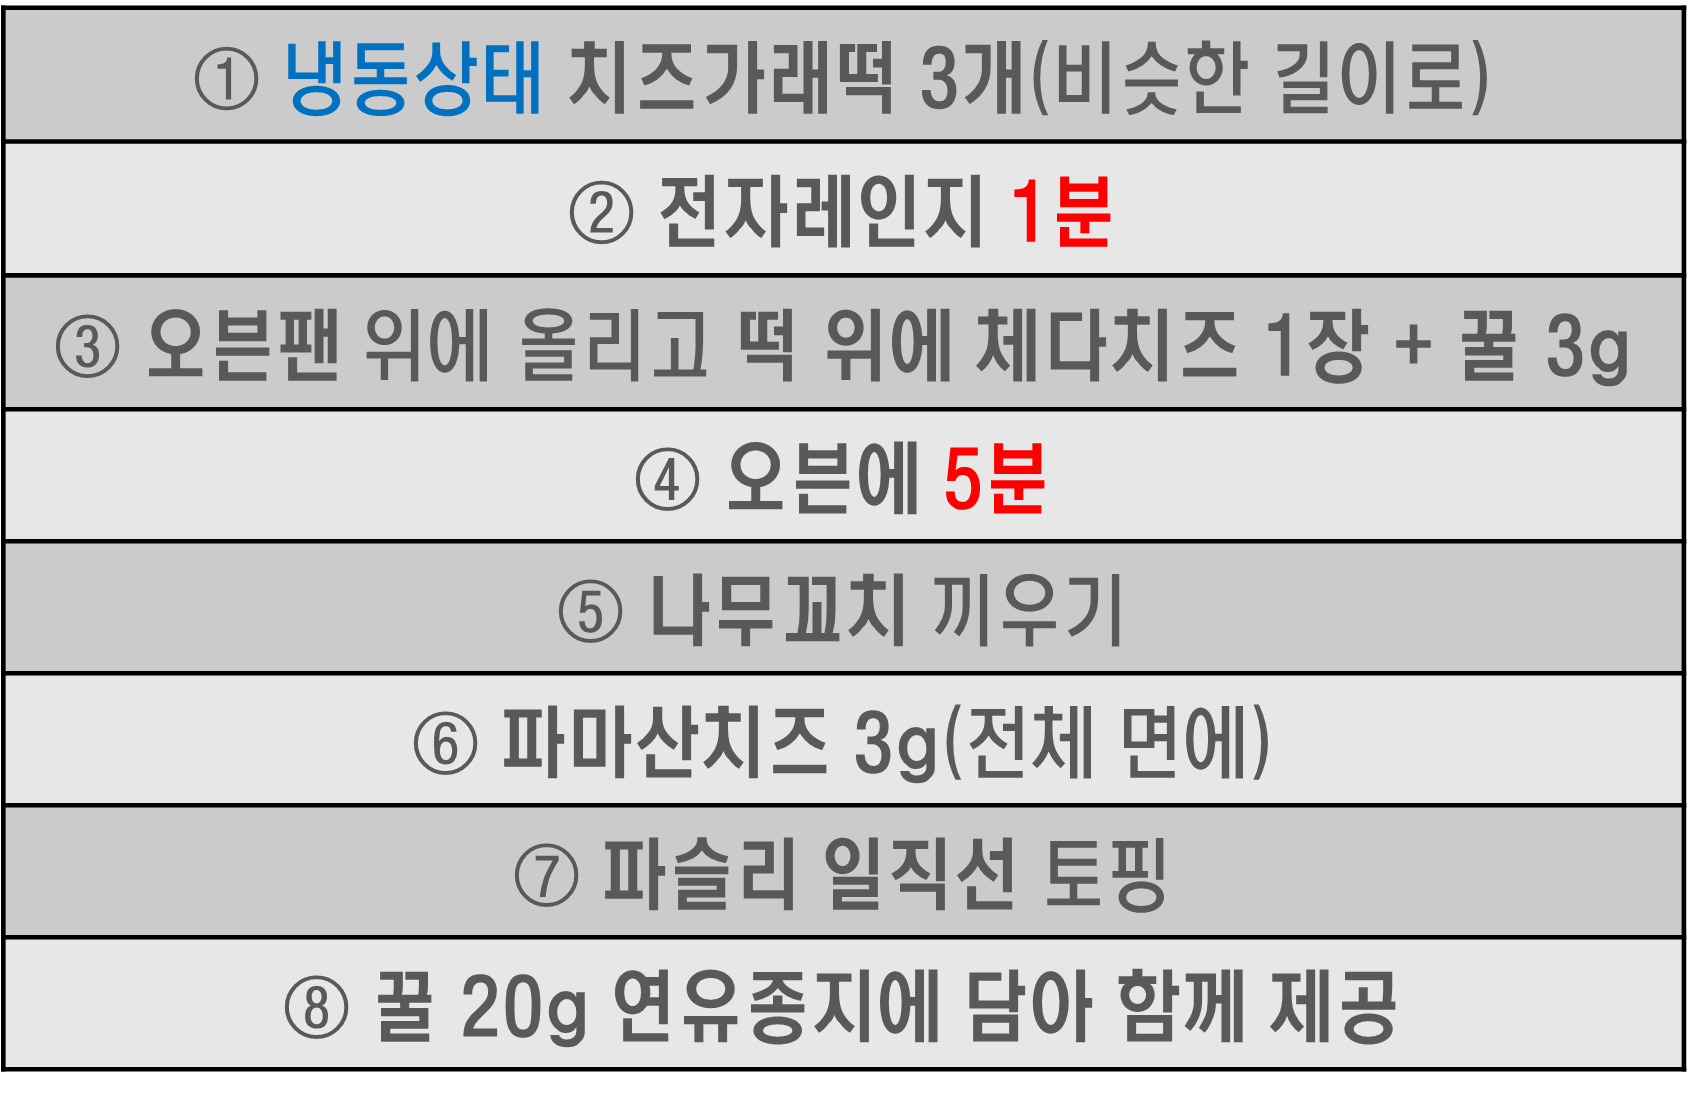 ① 냉동상태 치즈가래떡 3개(비슷한 길이로)
② 전자레인지 1분
③ 오븐팬 위에 올리고 떡 위에 체다치즈 1장 + 꿀 3g
④ 오븐에 5분
⑤ 나무꼬치 끼우기
⑥ 파마산치즈 3g(전체 면에)
⑦ 파슬리 일직선 토핑
⑧ 꿀 20g 연유종지에 담아 함께 제공